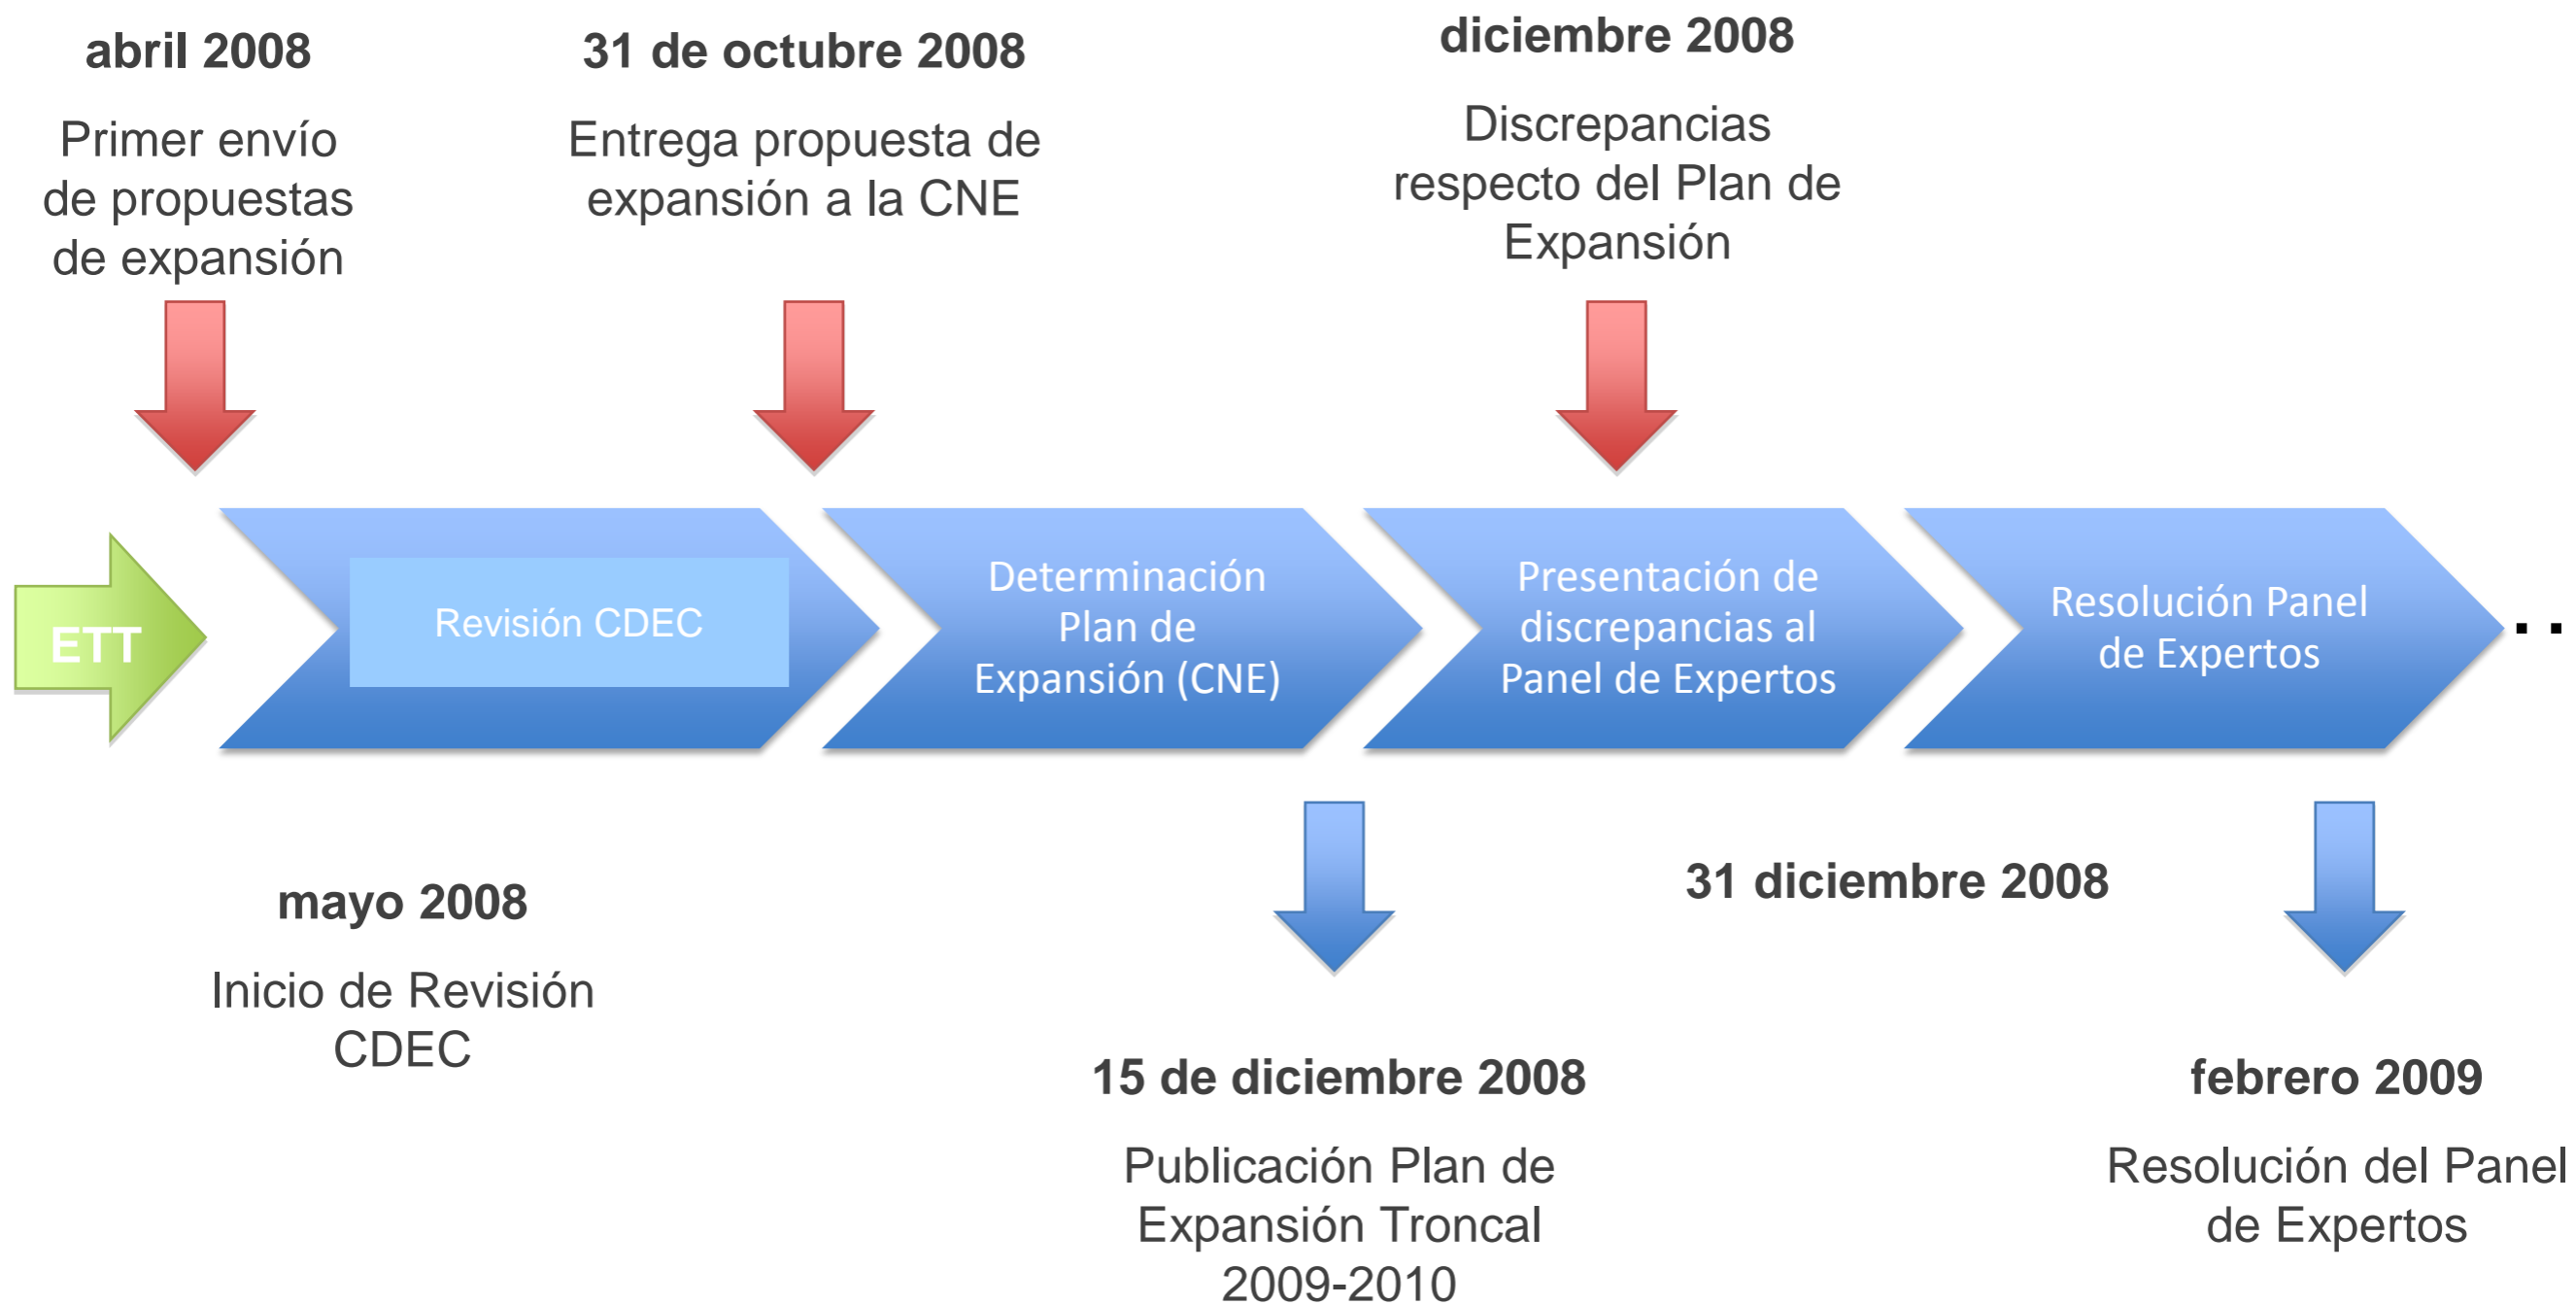 abril 2008
Primer envío
de propuestas
de expansión
31 de octubre 2008
Entrega propuesta de
expansión a la CNE
diciembre 2008
Discrepancias
respecto del Plan de
Expansión
ETT
Revisión CDEC
Determinación
Plan de
Expansión (CNE)
Presentación de
discrepancias al
Panel de Expertos
Resolución Panel
de Expertos
. .
mayo 2008
Inicio de Revisión
CDEC
15 de diciembre 2008
Publicación Plan de
Expansión Troncal
2009-2010
31 diciembre 2008
febrero 2009
Resolución del Panel
de Expertos